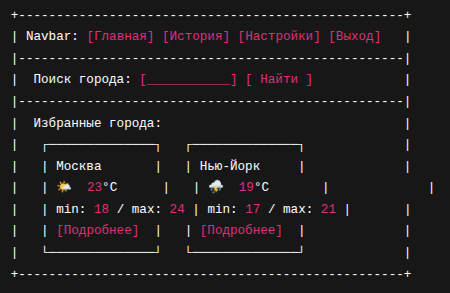 +---------------------------------------------------+
| Navbar: [Главная] [История] [Настройки] [Выход]   |
|---------------------------------------------------|
|  Поиск города: [___________] [ Найти ]            |
|---------------------------------------------------|
|  Избранные города:                                |
|   ┌──────────────┐   ┌──────────────┐             |
|   | Москва       |   | Нью-Йорк     |             |
|   | 🌤️  23°C      |   | ⛈️  19°C       |             |
|   | min: 18 / max: 24 | min: 17 / max: 21 |       |
|   | [Подробнее]  |   | [Подробнее]  |             |
|   └──────────────┘   └──────────────┘             |
+---------------------------------------------------+